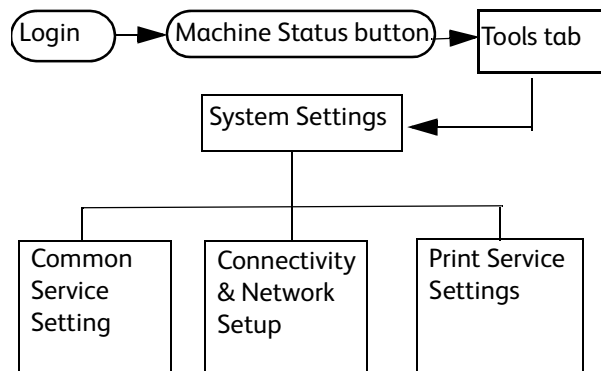 Login
Machine Status button
Tools tab
System Settings
Common
Service
Setting
Connectivity
& Network
Setup
Print Service
Settings